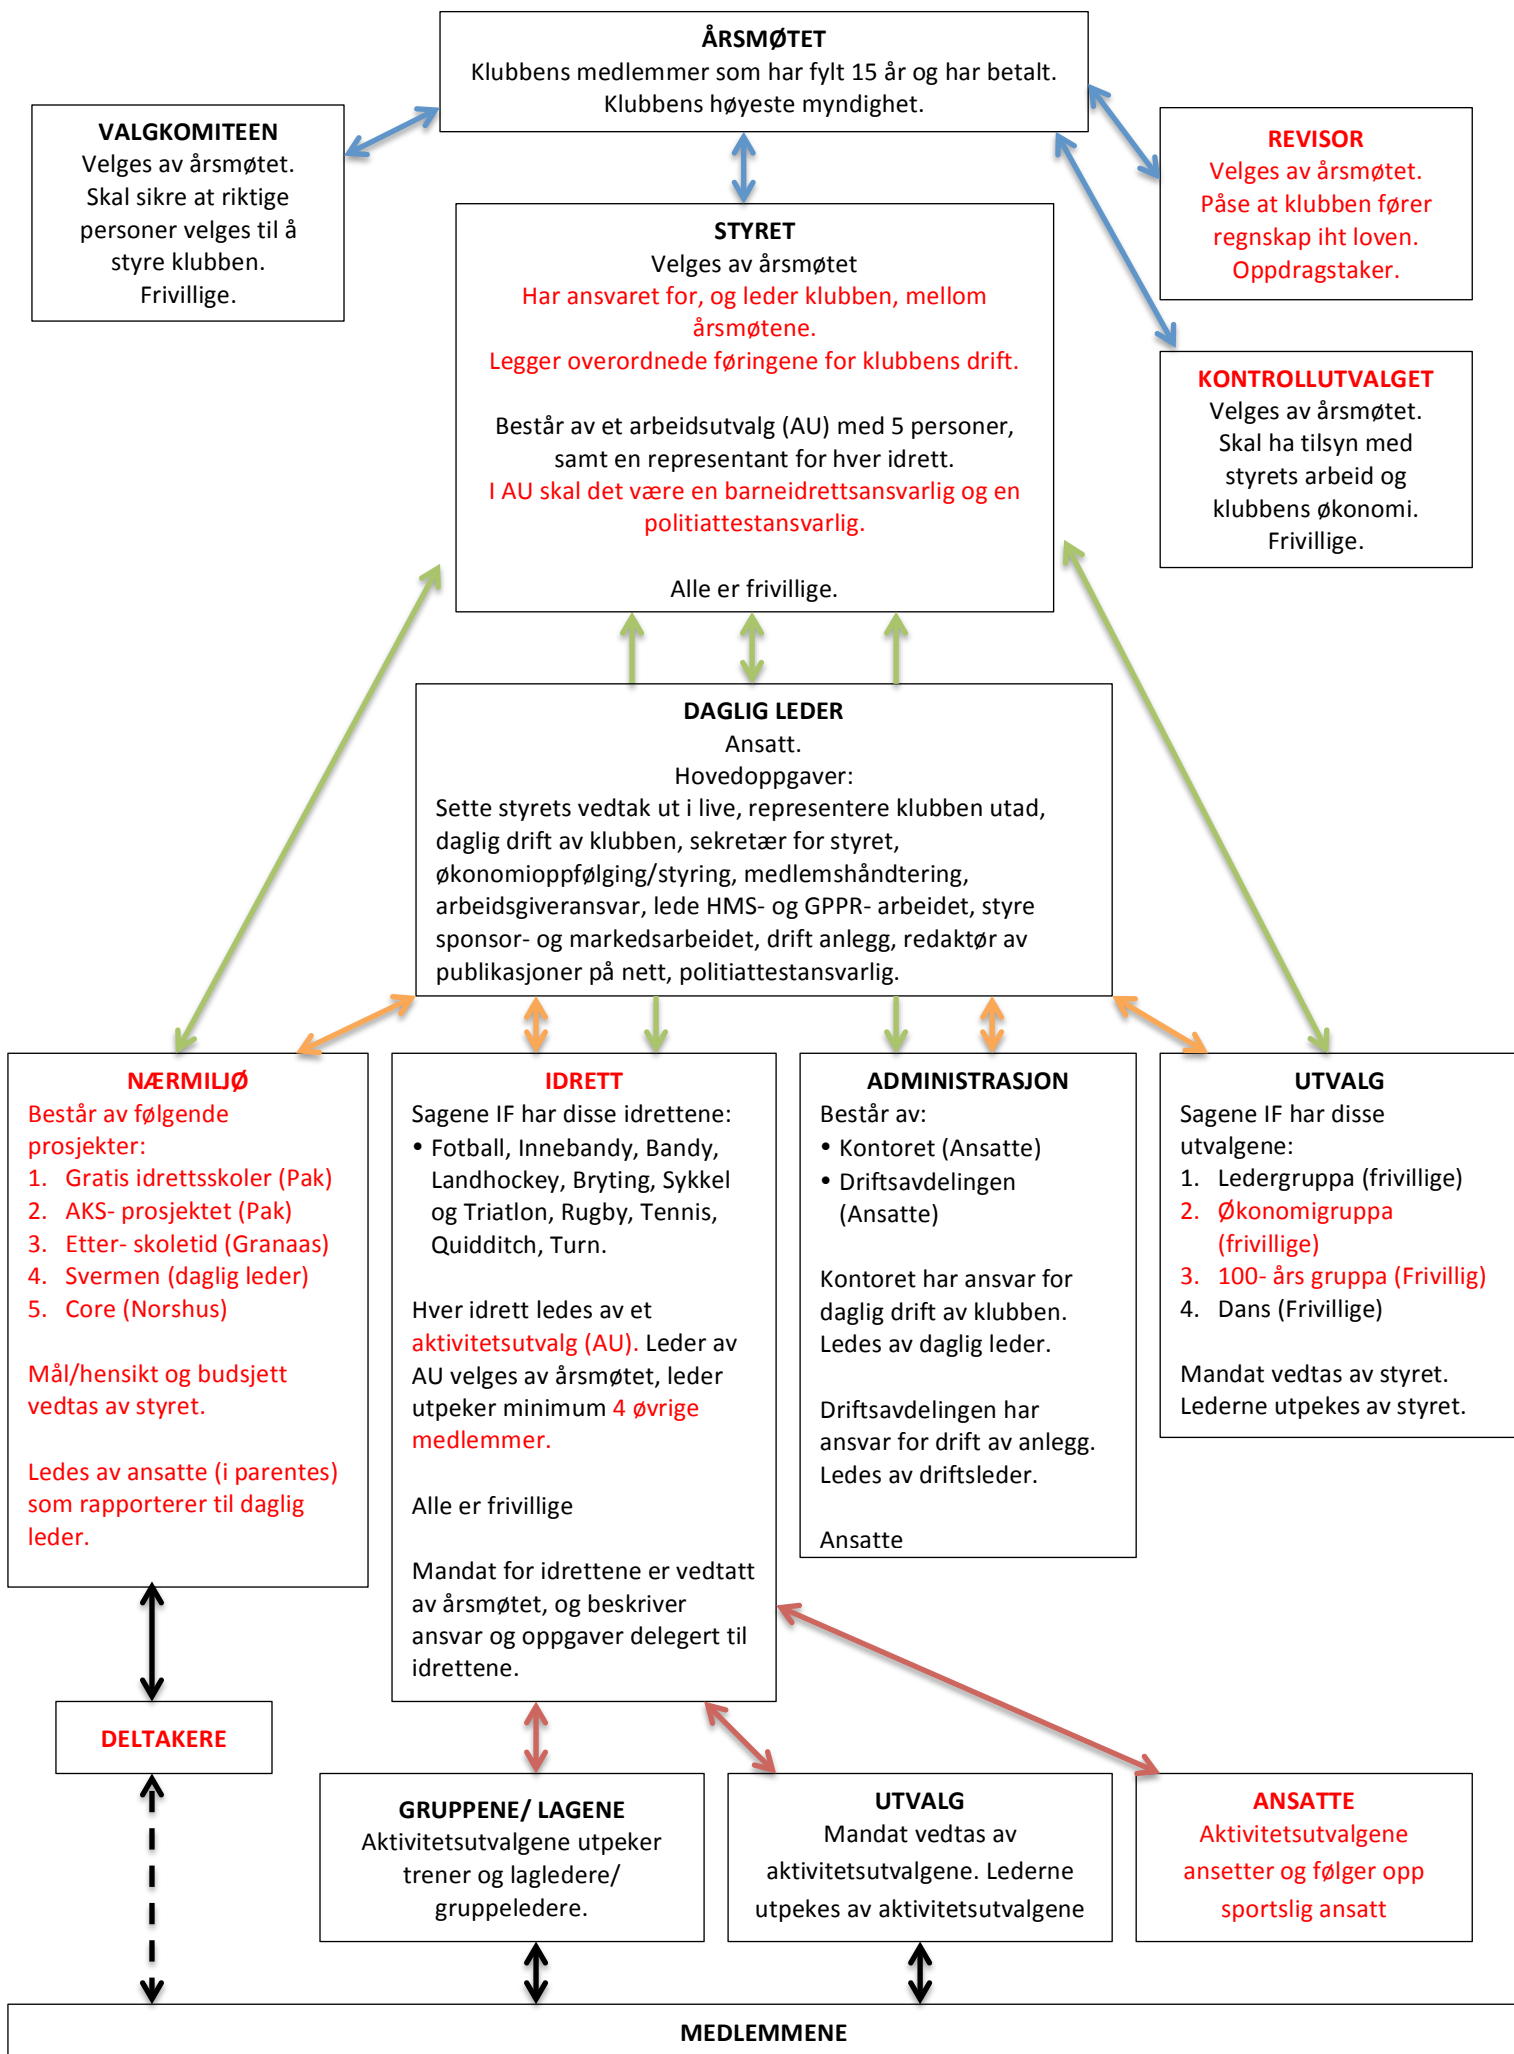 ÅRSMØTET
Klubbens medlemmer som har fylt 15 år og har betalt.
Klubbens høyeste myndighet.
VALGKOMITEEN
Velges av årsmøtet.
Skal sikre at riktige
personer velges til å
styre klubben.
Frivillige.
REVISOR
Velges av årsmøtet.
Påse at klubben fører
regnskap iht loven.
Oppdragstaker.
STYRET
Velges av årsmøtet
Har ansvaret for, og leder klubben, mellom
årsmøtene.
Legger overordnede føringene for klubbens drift.
Består av et arbeidsutvalg (AU) med 5 personer,
samt en representant for hver idrett.
I AU skal det være en barneidrettsansvarlig og en
politiattestansvarlig.
Alle er frivillige.
KONTROLLUTVALGET
Velges av årsmøtet.
Skal ha tilsyn med
styrets arbeid og
klubbens økonomi.
Frivillige.
DAGLIG LEDER
Ansatt.
Hovedoppgaver:
Sette styrets vedtak ut i live, representere klubben utad,
daglig drift av klubben, sekretær for styret,
økonomioppfølging/styring, medlemshåndtering,
arbeidsgiveransvar, lede HMS- og GPPR- arbeidet, styre
sponsor- og markedsarbeidet, drift anlegg, redaktør av
publikasjoner på nett, politiattestansvarlig.
NÆRMILJØ
Består av følgende
prosjekter:
1. Gratis idrettsskoler (Pak)
2. AKS- prosjektet (Pak)
3. Etter- skoletid (Granaas)
4. Svermen (daglig leder)
5. Core (Norshus)
Mål/hensikt og budsjett
vedtas av styret.
Ledes av ansatte (i parentes)
som rapporterer til daglig
leder.
IDRETT
Sagene IF har disse idrettene:
• Fotball, Innebandy, Bandy,
Landhockey, Bryting, Sykkel
og Triatlon, Rugby, Tennis,
Quidditch, Turn.
Hver idrett ledes av et
aktivitetsutvalg (AU). Leder av
AU velges av årsmøtet, leder
utpeker minimum 4 øvrige
medlemmer.
Alle er frivillige
Mandat for idrettene er vedtatt
av årsmøtet, og beskriver
ansvar og oppgaver delegert til
idrettene.
ADMINISTRASJON
Består av:
• Kontoret (Ansatte)
• Driftsavdelingen
(Ansatte)
Kontoret har ansvar for
daglig drift av klubben.
Ledes av daglig leder.
Driftsavdelingen har
ansvar for drift av anlegg.
Ledes av driftsleder.
Ansatte
UTVALG
Sagene IF har disse
utvalgene:
1. Ledergruppa (frivillige)
2. Økonomigruppa
(frivillige)
3. 100- års gruppa (Frivillig)
4. Dans (Frivillige)
Mandat vedtas av styret.
Lederne utpekes av styret.
DELTAKERE
GRUPPENE/ LAGENE
Aktivitetsutvalgene utpeker
trener og lagledere/
gruppeledere.
UTVALG
Mandat vedtas av
aktivitetsutvalgene. Lederne
utpekes av aktivitetsutvalgene
ANSATTE
Aktivitetsutvalgene
ansetter og følger opp
sportslig ansatt
MEDLEMMENE